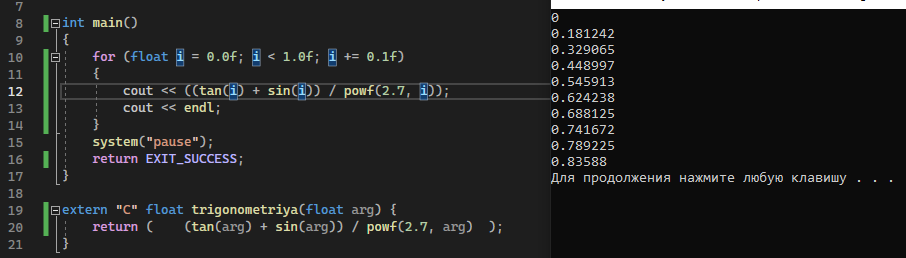 7
8 int main()
9 {
10 for (float i = 0.0f; i < 1.0f; i += 0.1f)
11 {
12 cout << ((tan(i) + sin(i)) / powf(2.7, i));
13 cout << endl;
14 }
15 system("pause");
16 return EXIT_SUCCESS;
17 }
18
19 extern "C" float trigonometriya(float arg) {
20 return ( (tan(arg) + sin(arg)) / powf(2.7, arg) );
21 }
0
0.181242
0.329065
0.448997
0.545913
0.624238
0.688125
0.741672
0.789225
0.83588
Для продолжения нажмите любую клавишу . . .